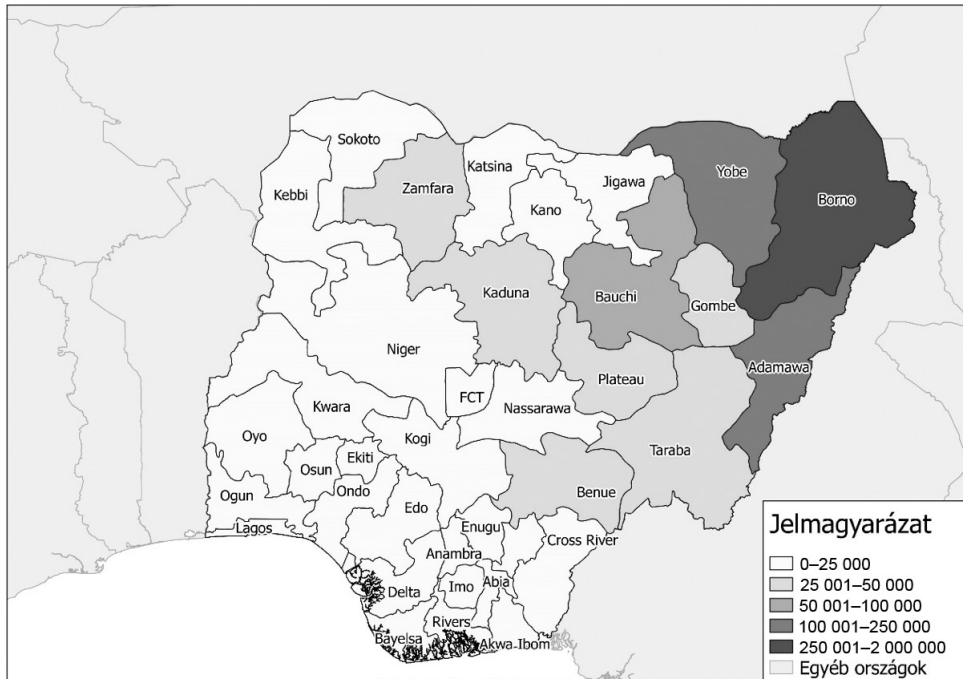 Sokoto
Katsina
Yobe
Jigawa
Zamfara
Kebbi
Borno
Kano
Kaduna
Bauchi
Gombe
Niger
Adamawa
Plateau
FCT
Nassarawa
Kwara
Oyo
Kogi
Taraba
Ekiti
Osun
Ogun
Ondo
Benue
Edo
Lagos
Enugu
Cross River
Anambra
Delta
Imo
Abia
Rivers
Bayelsa
Akwa Ibom
Jelmagyarázat
0–25 000
25 001–50 000
50 001–100 000
100 001–250 000
250 001–2 000 000
Egyéb országok